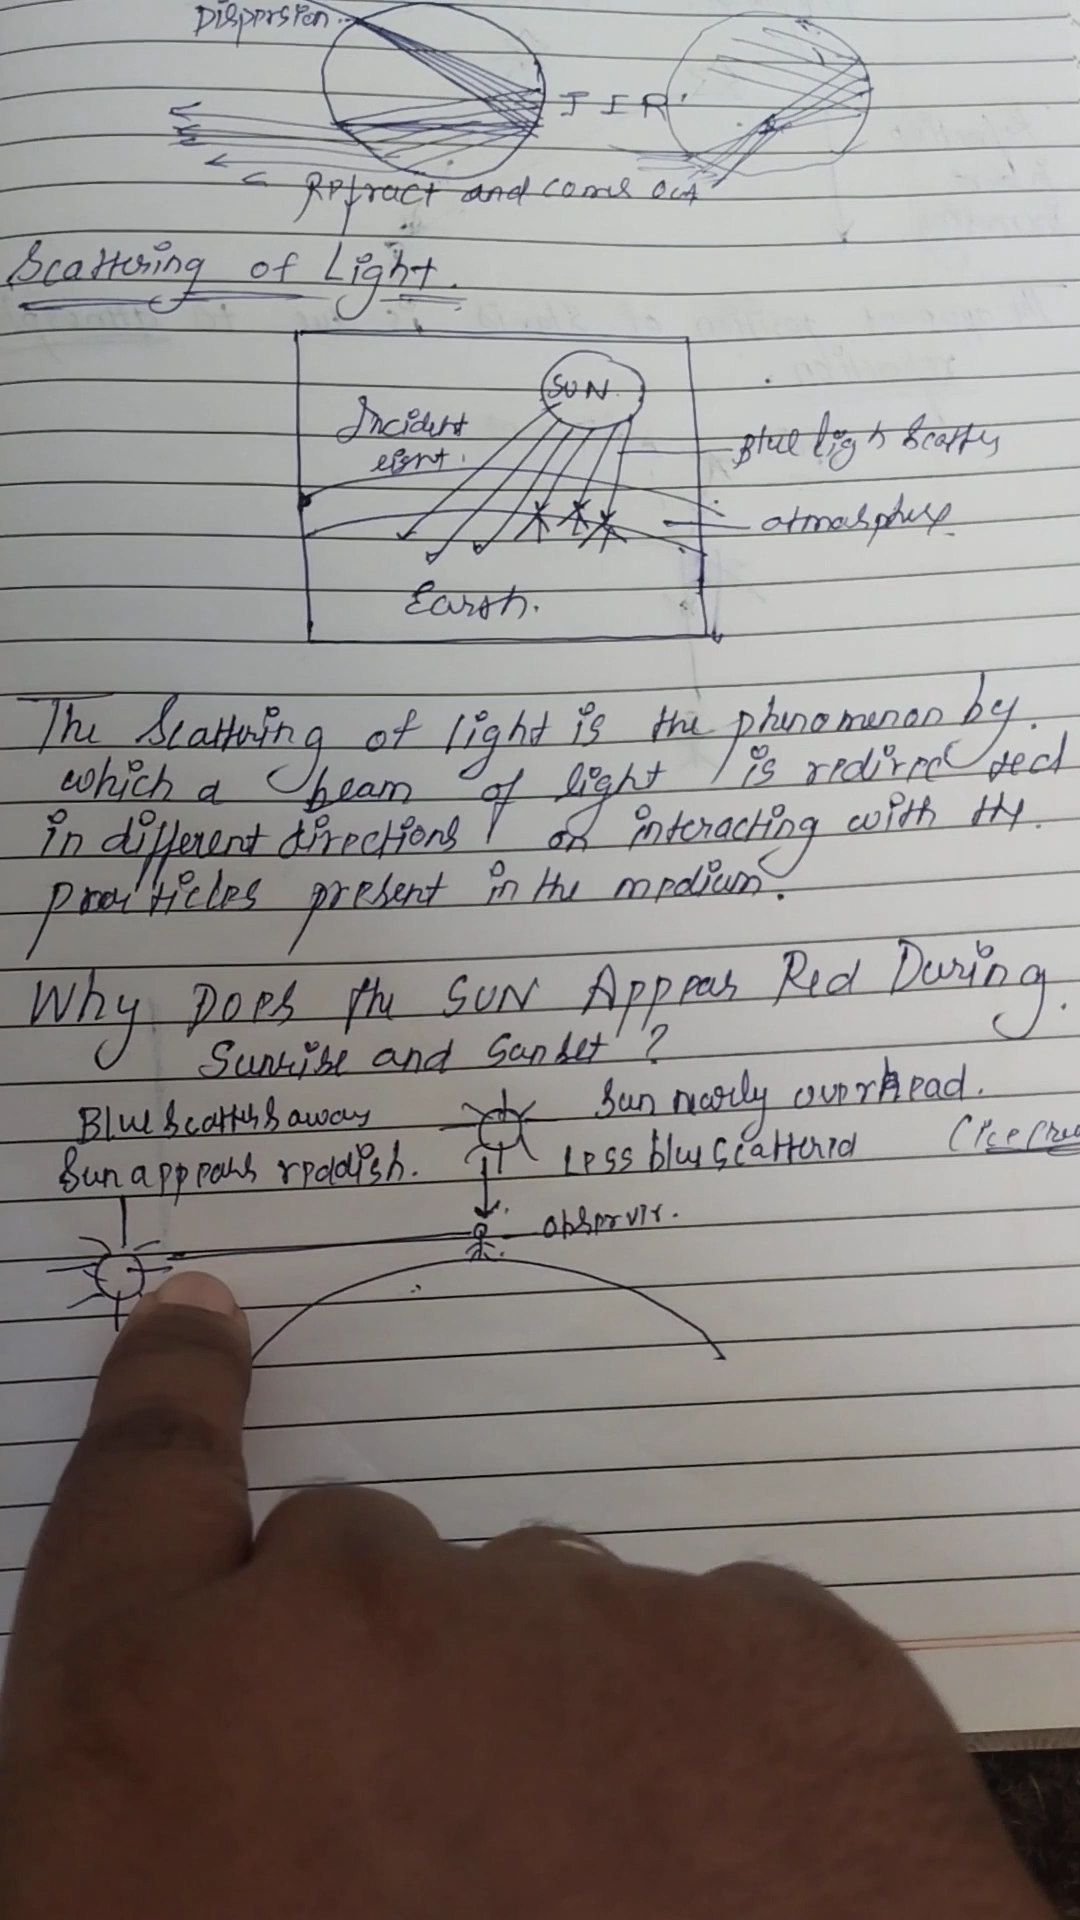 Dispersion.
T I R
Refract and comes out
Scattering of Light.
SUN
Incident
light.
Blue light scatters
atmosphere
Earth.
The Scattering of light is the phenomenon by.
which a beam of light is redirected
in different directions on interacting with the.
particles present in the medium.
Why Does the SUN Appear Red During
Sunrise and Sunset ?
Blue scatters away
Sun nearly overhead.
Sun appears reddish.
Less blue scattered
observer.